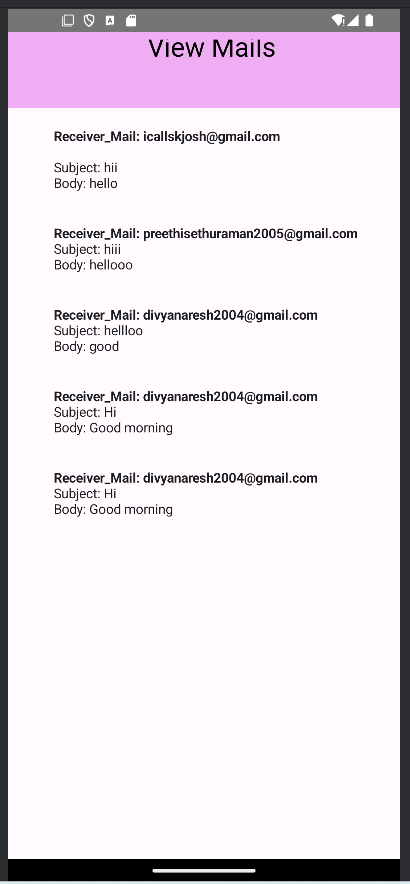 View Mails
Receiver_Mail: icallskjosh@gmail.com
Subject: hii
Body: hello
Receiver_Mail: preethisethuraman2005@gmail.com
Subject: hiii
Body: hellooo
Receiver_Mail: divyanaresh2004@gmail.com
Subject: hellloo
Body: good
Receiver_Mail: divyanaresh2004@gmail.com
Subject: Hi
Body: Good morning
Receiver_Mail: divyanaresh2004@gmail.com
Subject: Hi
Body: Good morning